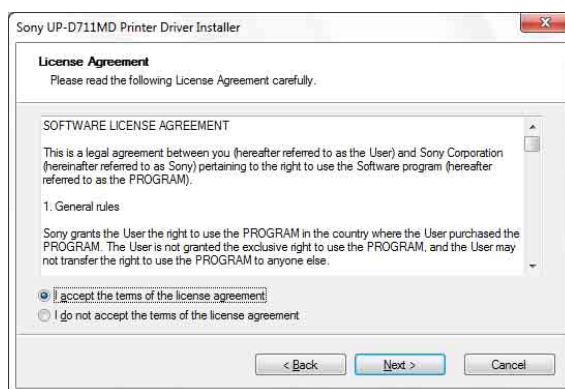 Sony UP-D711MD Printer Driver Installer
License Agreement
Please read the following License Agreement carefully.
SOFTWARE LICENSE AGREEMENT
This is a legal agreement between you (hereafter referred to as the User) and Sony Corporation
(hereinafter referred to as Sony) pertaining to the right to use the Software program (hereafter
referred to as the PROGRAM).
1. General rules
Sony grants the User the right to use the PROGRAM in the country where the User purchased the
PROGRAM. The User is not granted the exclusive right to use the PROGRAM, and the User may
not transfer the right to use the PROGRAM to anyone else.
I accept the terms of the license agreement
I do not accept the terms of the license agreement
< Back Next > Cancel